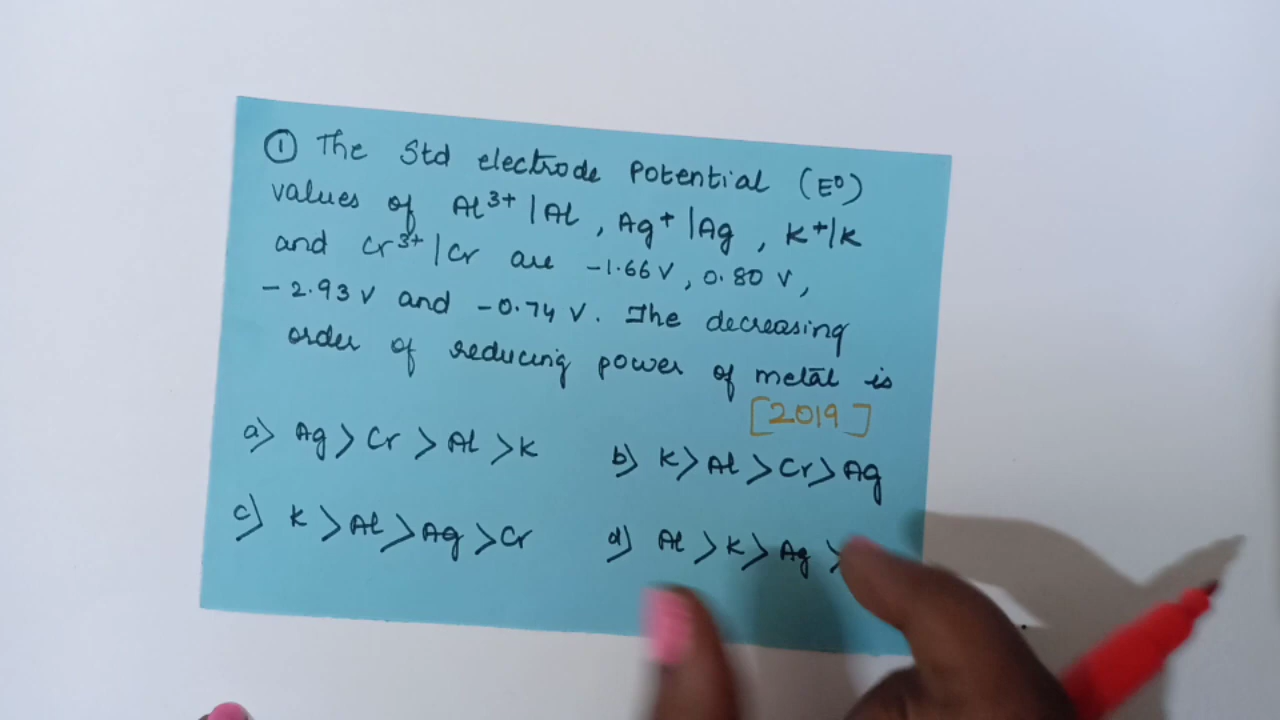 ① The Std electrode potential (E⁰)
values of Al³⁺|Al, Ag⁺|Ag, K⁺|K
and Cr³⁺|Cr are -1.66 V, 0.80 V,
-2.93 V and -0.74 V. The decreasing
order of reducing power of metal is
[2019]
a) Ag > Cr > Al > K b) K > Al > Cr > Ag
c) K > Al > Ag > Cr d) Al > K > Ag >